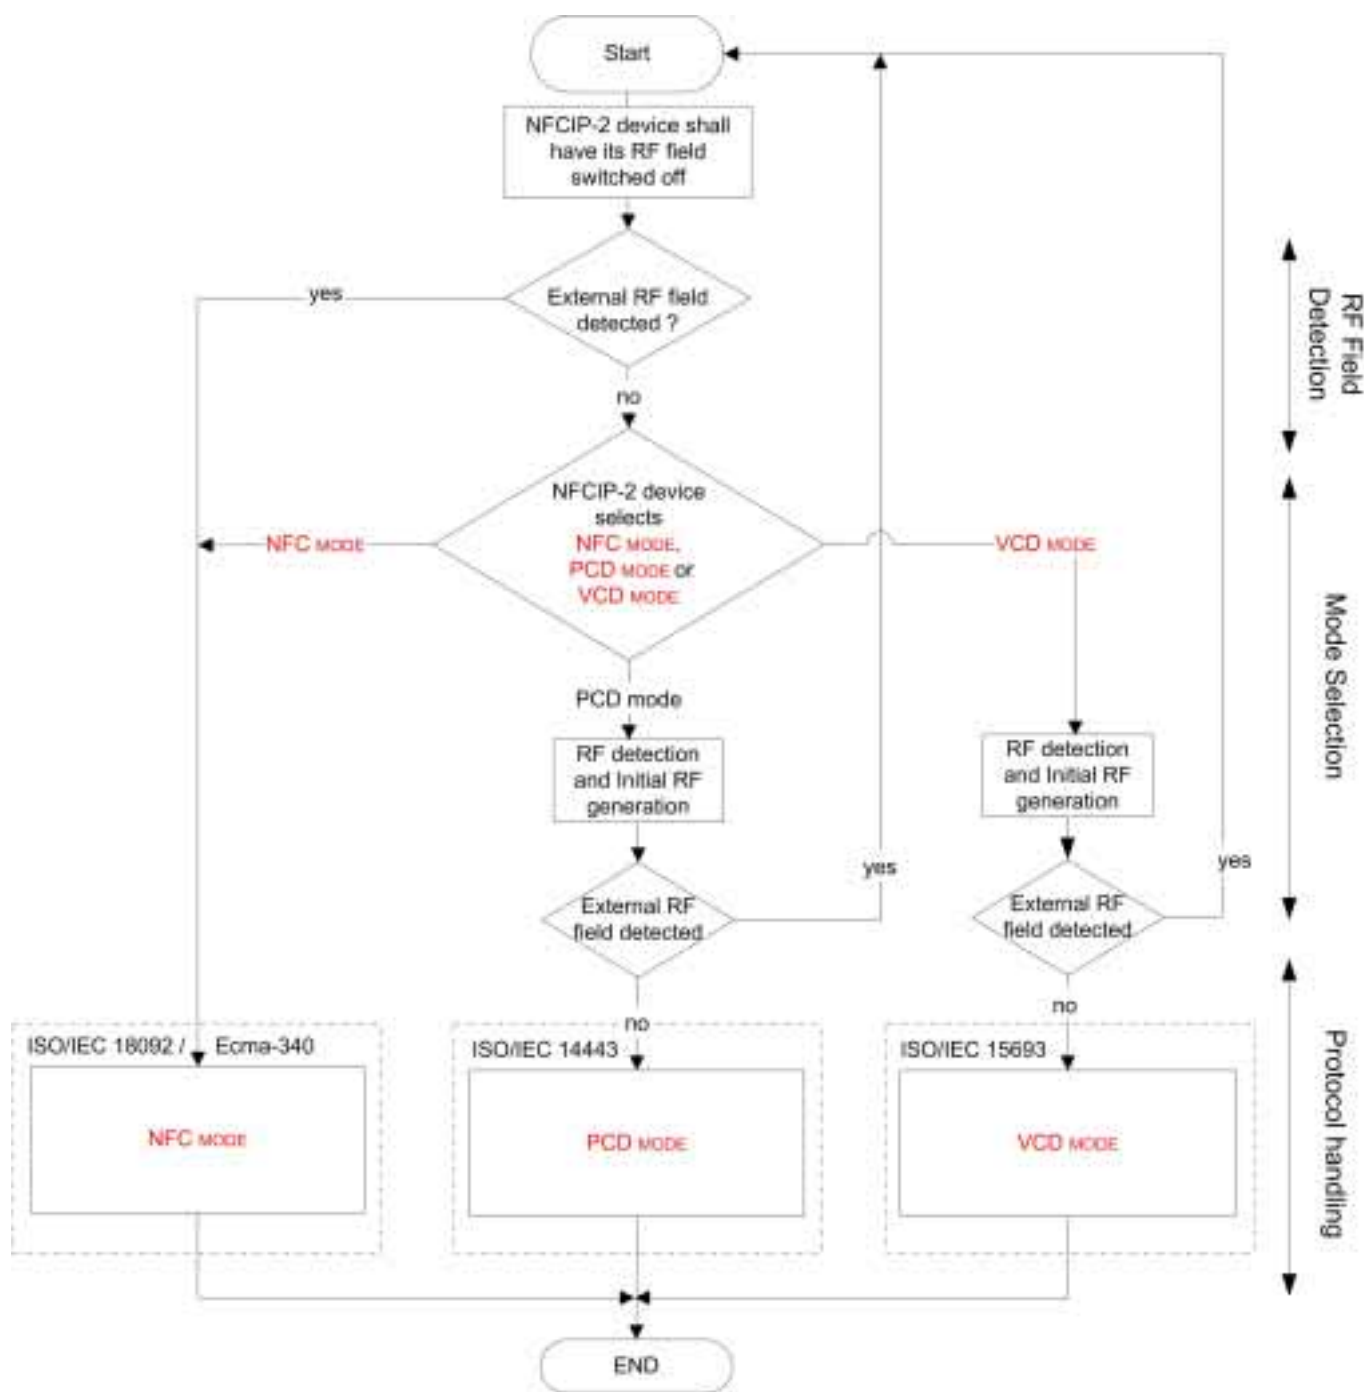 Start
NFCIP-2 device shall
have its RF field
switched off
yes
External RF field
detected ?
no
RF Field
Detection
NFCIP-2 device
selects
NFC MODE,
PCD MODE or
VCD MODE
NFC MODE
VCD MODE
Mode Selection
PCD mode
RF detection
and Initial RF
generation
RF detection
and Initial RF
generation
yes
yes
External RF
field detected
External RF
field detected
no
no
ISO/IEC 18092 / Ecma-340
NFC MODE
ISO/IEC 14443
PCD MODE
ISO/IEC 15693
VCD MODE
Protocol handling
END